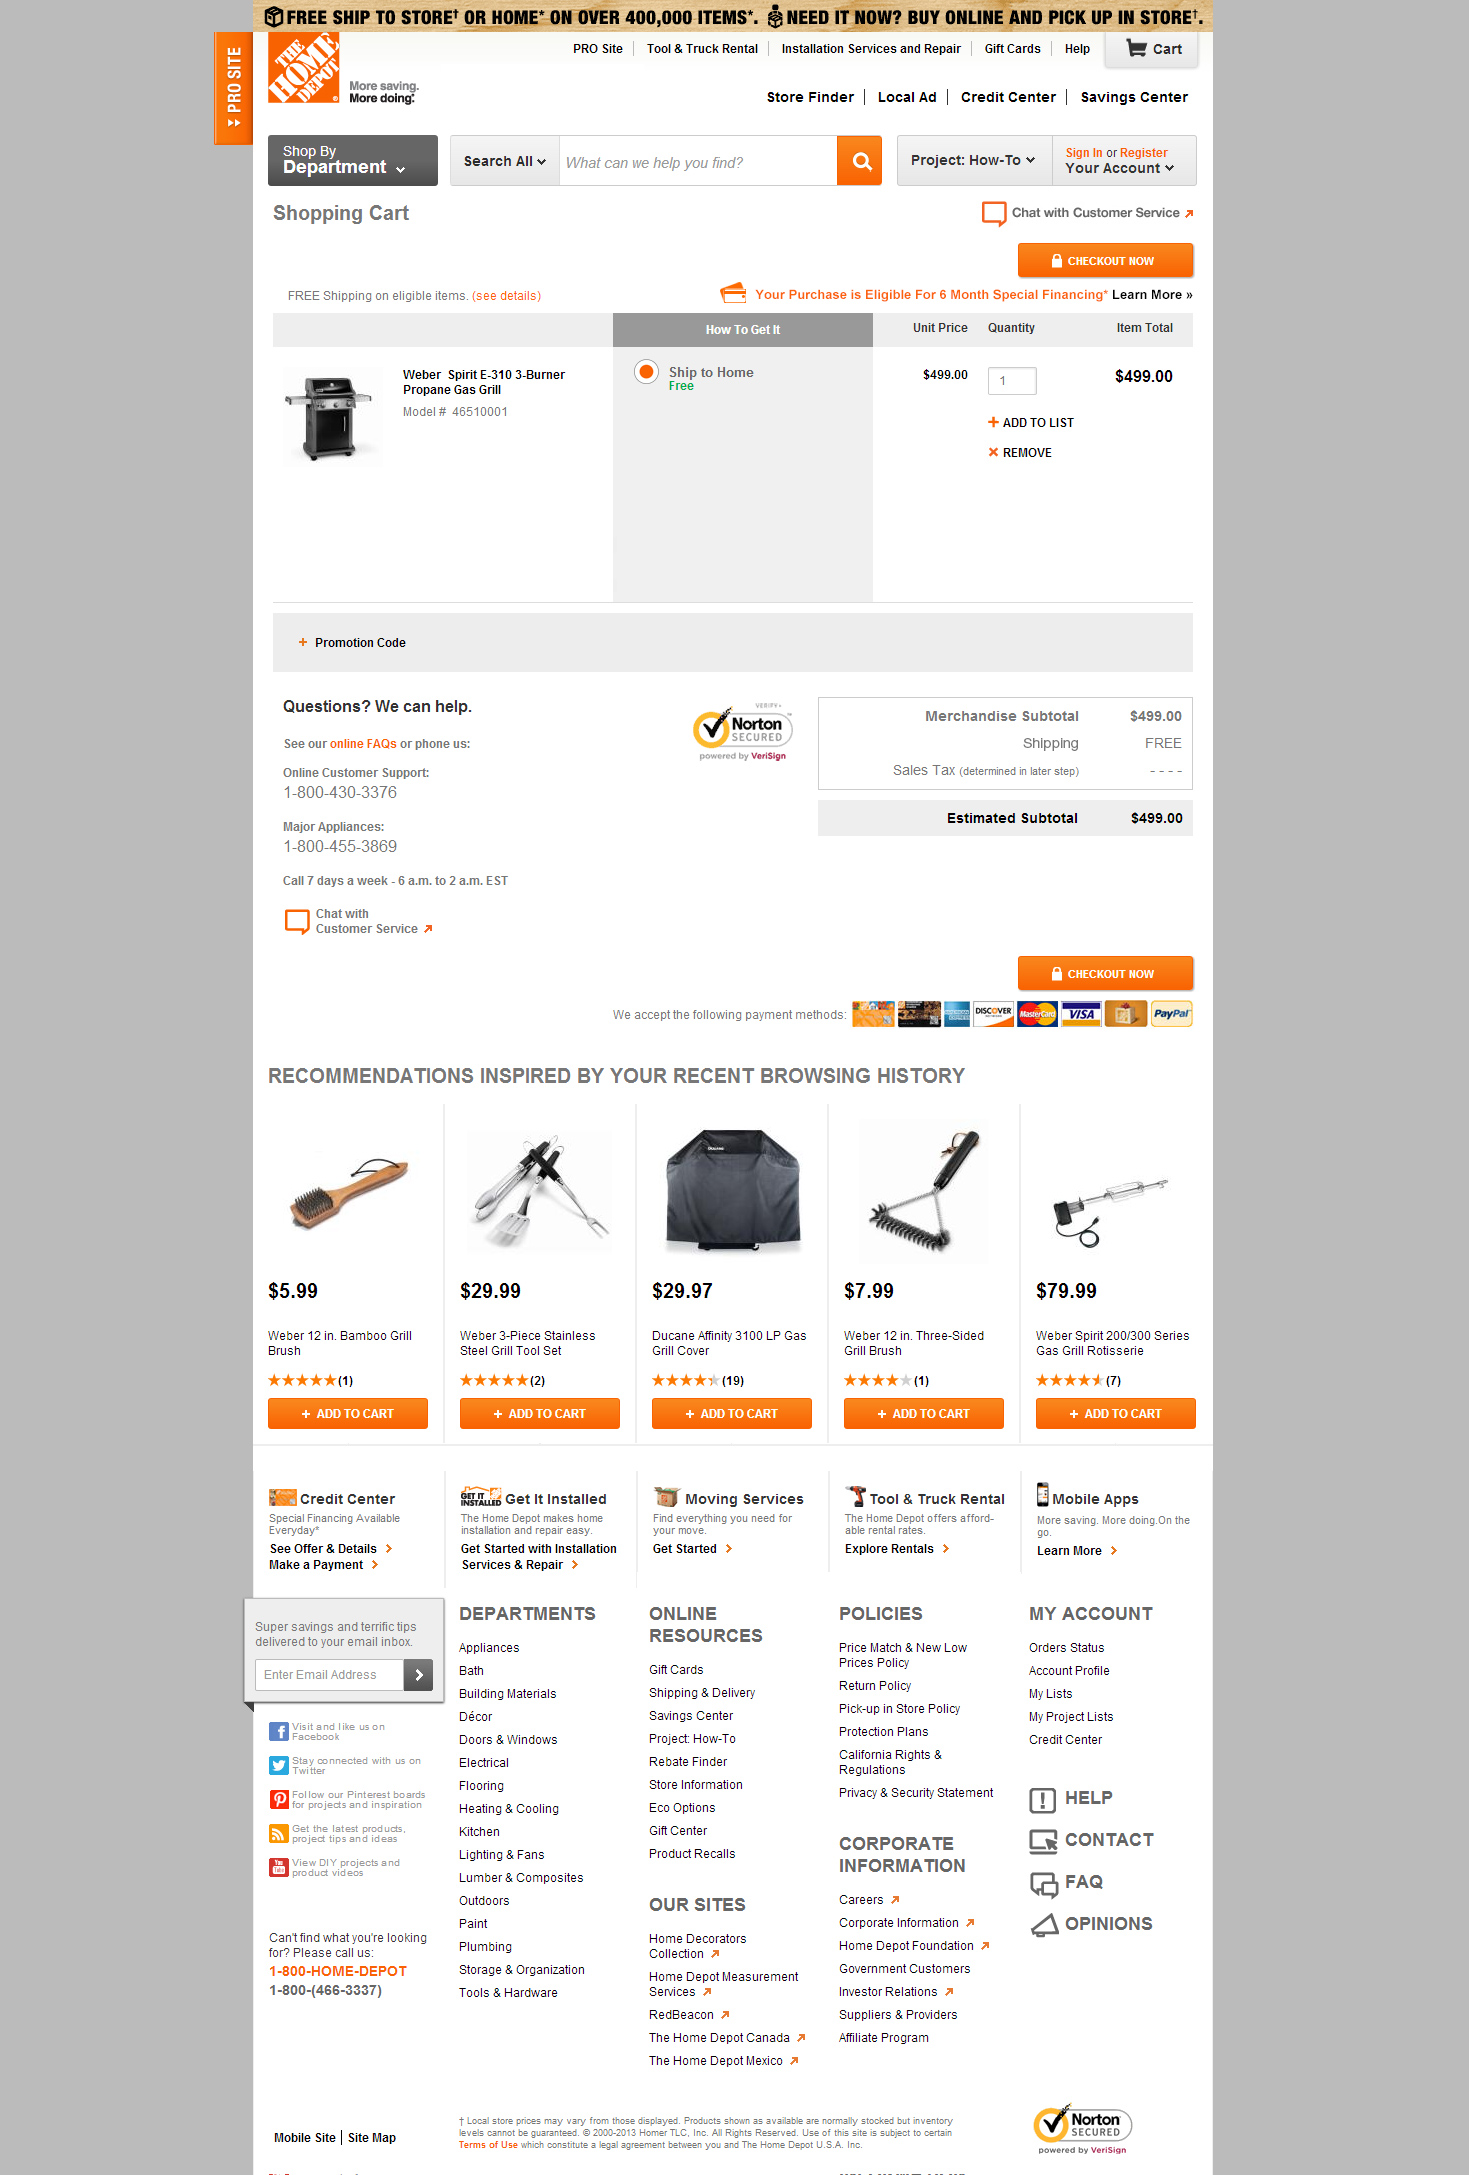 FREE SHIP TO STORE† OR HOME* ON OVER 400,000 ITEMS*. NEED IT NOW? BUY ONLINE AND PICK UP IN STORE†.
PRO SITE
THE HOME DEPOT
More saving.
More doing.
PRO Site
Tool & Truck Rental
Installation Services and Repair
Gift Cards
Help
Cart
Store Finder
Local Ad
Credit Center
Savings Center
Shop By
Department
Search All
What can we help you find?
Project: How-To
Sign In or Register
Your Account
Shopping Cart
Chat with Customer Service
CHECKOUT NOW
FREE Shipping on eligible items. (see details)
Your Purchase is Eligible For 6 Month Special Financing* Learn More »
How To Get It
Unit Price
Quantity
Item Total
Weber Spirit E-310 3-Burner
Propane Gas Grill
Model # 46510001
Ship to Home
Free
$499.00
1
$499.00
+ ADD TO LIST
REMOVE
+ Promotion Code
Questions? We can help.
See our online FAQs or phone us:
Online Customer Support:
1-800-430-3376
Major Appliances:
1-800-455-3869
Call 7 days a week - 6 a.m. to 2 a.m. EST
Chat with
Customer Service
VERIFY
Norton
SECURED
powered by VeriSign
Merchandise Subtotal $499.00
Shipping FREE
Sales Tax (determined in later step) - - - -
Estimated Subtotal $499.00
CHECKOUT NOW
We accept the following payment methods:
DISCOVER
MasterCard
VISA
PayPal
RECOMMENDATIONS INSPIRED BY YOUR RECENT BROWSING HISTORY
$5.99
Weber 12 in. Bamboo Grill
Brush
(1)
+ ADD TO CART
$29.99
Weber 3-Piece Stainless
Steel Grill Tool Set
(2)
+ ADD TO CART
DUCANE
$29.97
Ducane Affinity 3100 LP Gas
Grill Cover
(19)
+ ADD TO CART
$7.99
Weber 12 in. Three-Sided
Grill Brush
(1)
+ ADD TO CART
$79.99
Weber Spirit 200/300 Series
Gas Grill Rotisserie
(7)
+ ADD TO CART
Credit Center
Special Financing Available
Everyday*
See Offer & Details
Make a Payment
GET IT
INSTALLED
Get It Installed
The Home Depot makes home
installation and repair easy.
Get Started with Installation
Services & Repair
Moving Services
Find everything you need for
your move.
Get Started
Tool & Truck Rental
The Home Depot offers afford-
able rental rates.
Explore Rentals
Mobile Apps
More saving. More doing.On the
go.
Learn More
Super savings and terrific tips
delivered to your email inbox.
Enter Email Address
Visit and like us on
Facebook
Stay connected with us on
Twitter
Follow our Pinterest boards
for projects and inspiration
Get the latest products,
project tips and ideas
You
Tube
View DIY projects and
product videos
Can't find what you're looking
for? Please call us:
1-800-HOME-DEPOT
1-800-(466-3337)
DEPARTMENTS
Appliances
Bath
Building Materials
Décor
Doors & Windows
Electrical
Flooring
Heating & Cooling
Kitchen
Lighting & Fans
Lumber & Composites
Outdoors
Paint
Plumbing
Storage & Organization
Tools & Hardware
ONLINE
RESOURCES
Gift Cards
Shipping & Delivery
Savings Center
Project: How-To
Rebate Finder
Store Information
Eco Options
Gift Center
Product Recalls
OUR SITES
Home Decorators
Collection
Home Depot Measurement
Services
RedBeacon
The Home Depot Canada
The Home Depot Mexico
POLICIES
Price Match & New Low
Prices Policy
Return Policy
Pick-up in Store Policy
Protection Plans
California Rights &
Regulations
Privacy & Security Statement
CORPORATE
INFORMATION
Careers
Corporate Information
Home Depot Foundation
Government Customers
Investor Relations
Suppliers & Providers
Affiliate Program
MY ACCOUNT
Orders Status
Account Profile
My Lists
My Project Lists
Credit Center
HELP
CONTACT
FAQ
OPINIONS
Mobile Site | Site Map
† Local store prices may vary from those displayed. Products shown as available are normally stocked but inventory
levels cannot be guaranteed. © 2000-2013 Homer TLC, Inc. All Rights Reserved. Use of this site is subject to certain
Terms of Use which constitute a legal agreement between you and The Home Depot U.S.A. Inc.
Norton
SECURED
powered by VeriSign